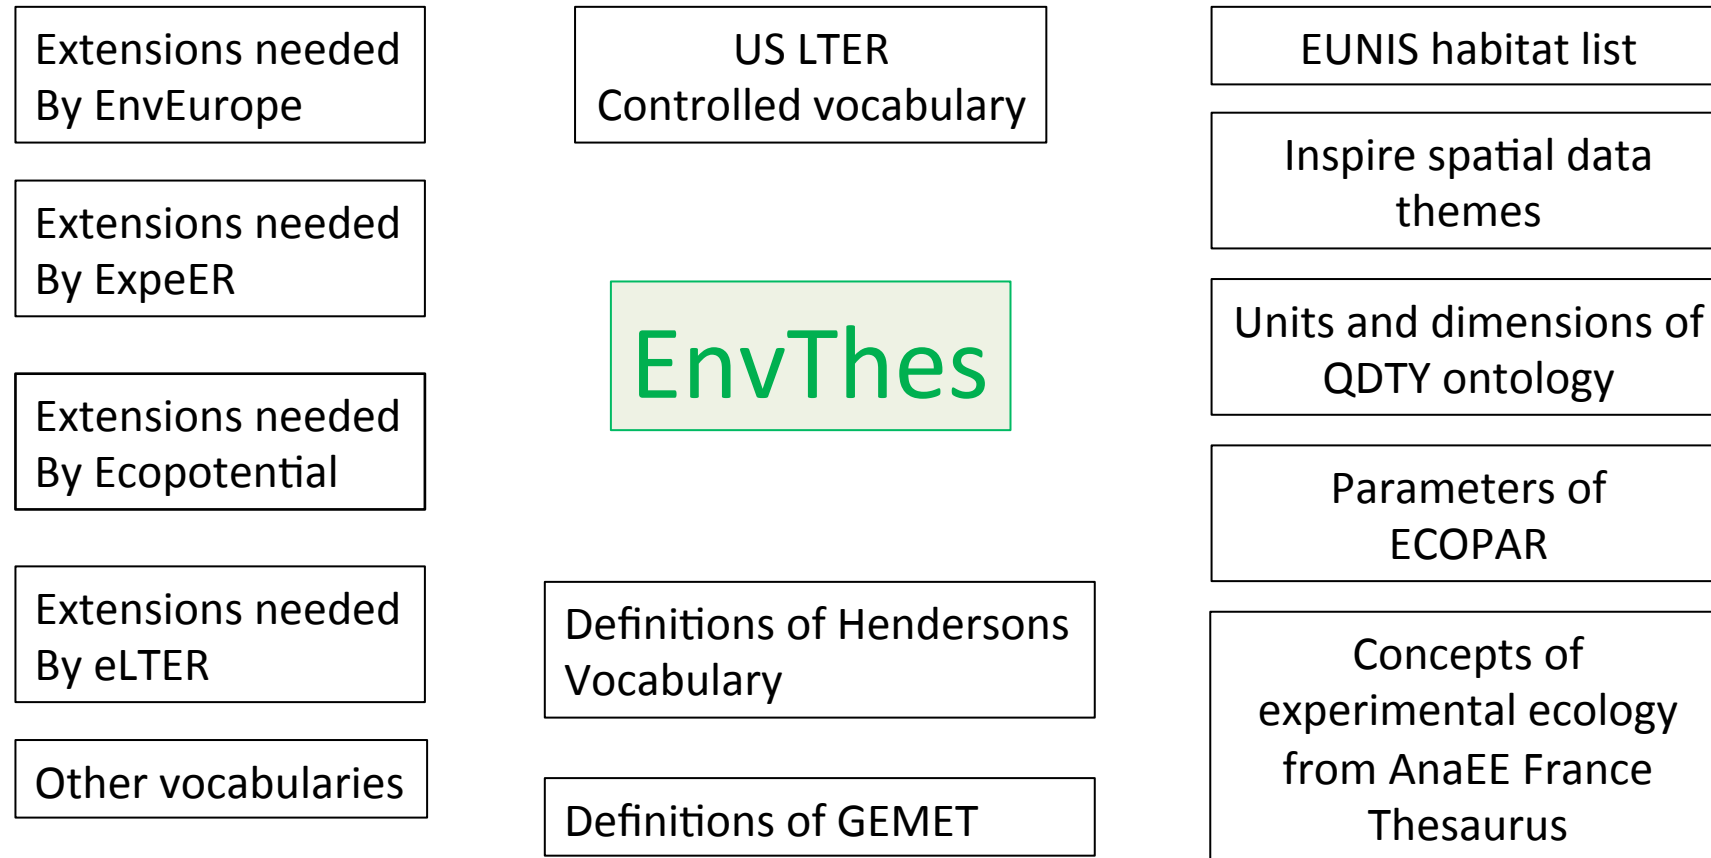 Extensions needed
By EnvEurope
Extensions needed
By ExpeER
Extensions needed
By Ecopotential
Extensions needed
By eLTER
Other vocabularies
US LTER
Controlled vocabulary
EnvThes
Definitions of Hendersons
Vocabulary
Definitions of GEMET
EUNIS habitat list
Inspire spatial data
themes
Units and dimensions of
QDTY ontology
Parameters of
ECOPAR
Concepts of
experimental ecology
from AnaEE France
Thesaurus